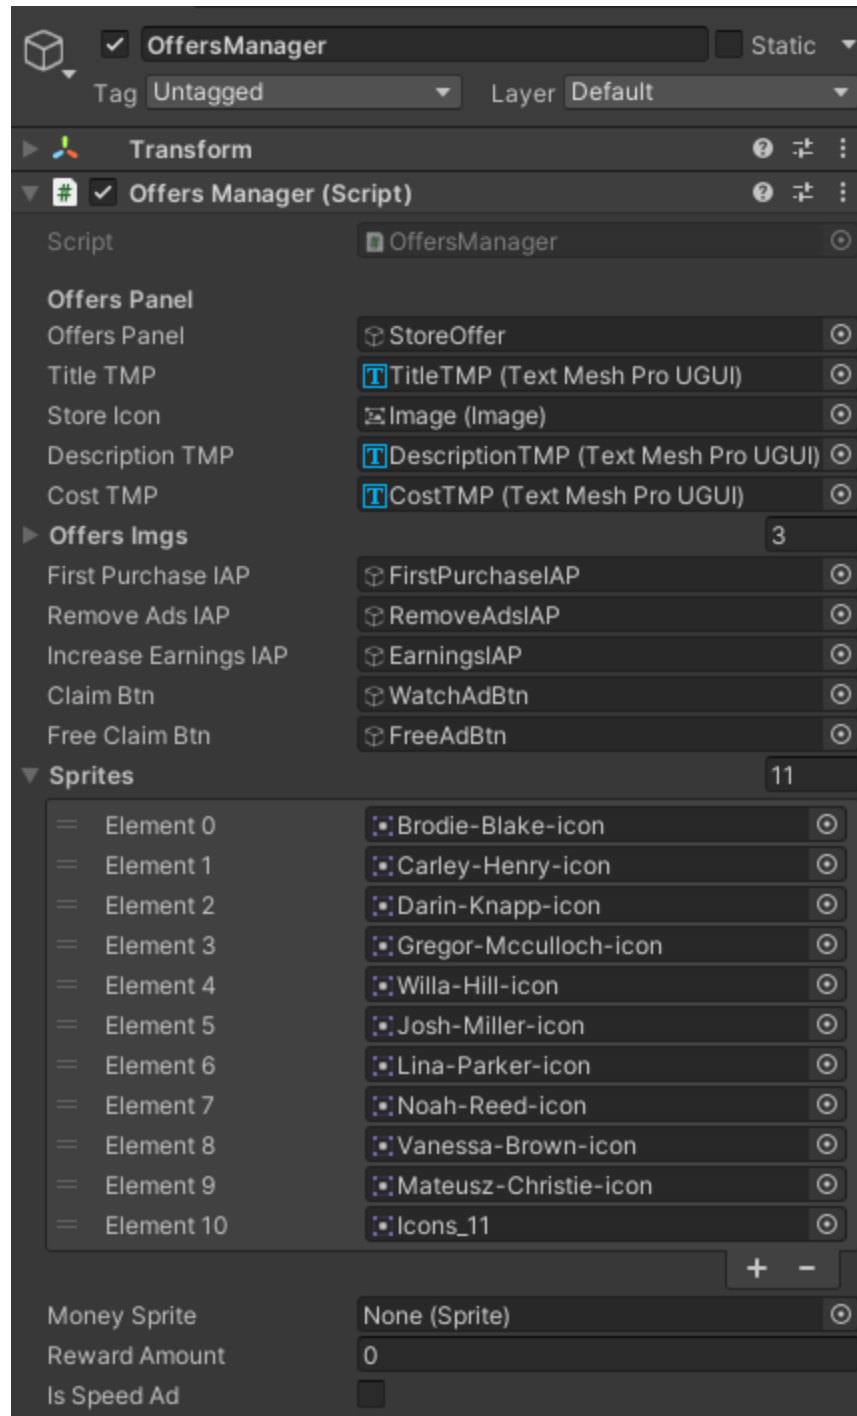 OffersManager Static
Tag Untagged Layer Default
Transform
# Offers Manager (Script)
Script # OffersManager
Offers Panel
Offers Panel StoreOffer
Title TMP TitleTMP (Text Mesh Pro UGUI)
Store Icon Image (Image)
Description TMP DescriptionTMP (Text Mesh Pro UGUI)
Cost TMP CostTMP (Text Mesh Pro UGUI)
Offers Imgs 3
First Purchase IAP FirstPurchaseIAP
Remove Ads IAP RemoveAdsIAP
Increase Earnings IAP EarningsIAP
Claim Btn WatchAdBtn
Free Claim Btn FreeAdBtn
Sprites 11
Element 0 Brodie-Blake-icon
Element 1 Carley-Henry-icon
Element 2 Darin-Knapp-icon
Element 3 Gregor-Mcculloch-icon
Element 4 Willa-Hill-icon
Element 5 Josh-Miller-icon
Element 6 Lina-Parker-icon
Element 7 Noah-Reed-icon
Element 8 Vanessa-Brown-icon
Element 9 Mateusz-Christie-icon
Element 10 Icons_11
+ -
Money Sprite None (Sprite)
Reward Amount 0
Is Speed Ad